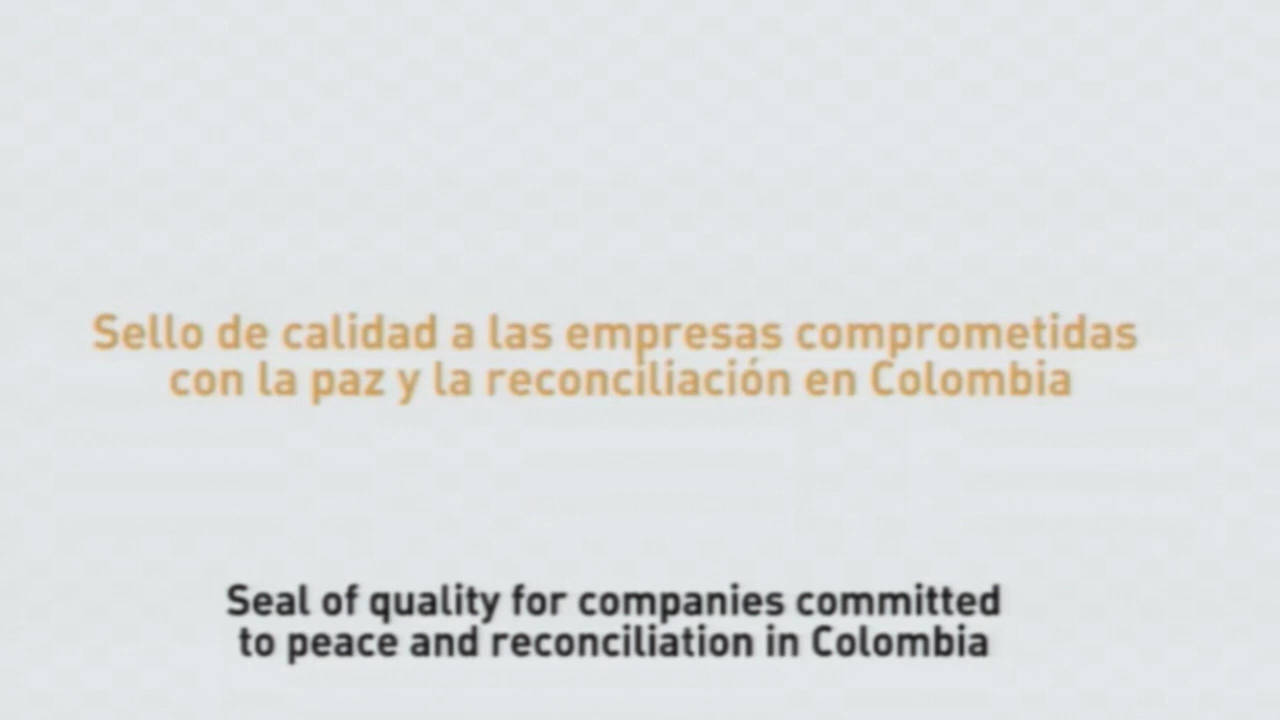 Sello de calidad a las empresas comprometidas
con la paz y la reconciliación en Colombia
Seal of quality for companies committed
to peace and reconciliation in Colombia